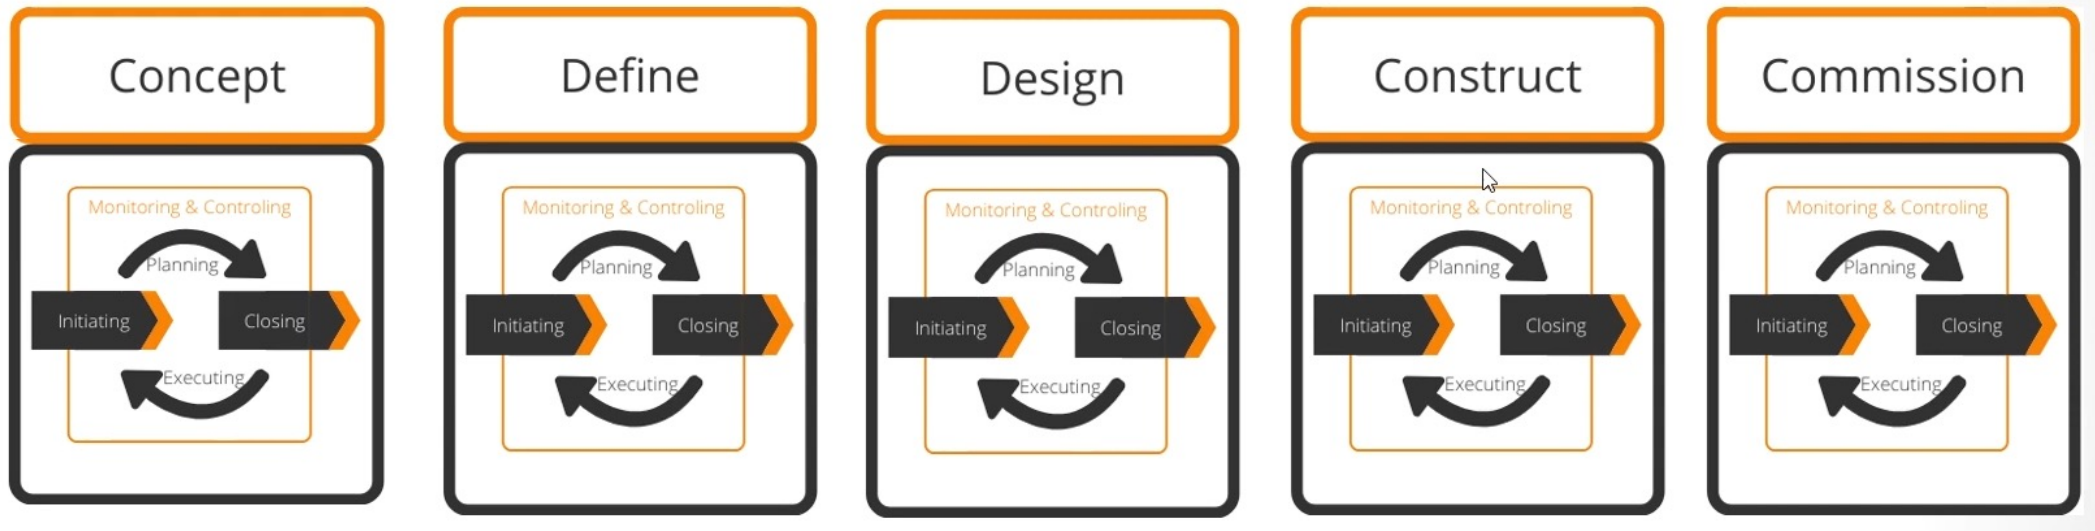 Concept
Monitoring & Controling
Planning
Initiating
Closing
Executing
Define
Monitoring & Controling
Planning
Initiating
Closing
Executing
Design
Monitoring & Controling
Planning
Initiating
Closing
Executing
Construct
Monitoring & Controling
Planning
Initiating
Closing
Executing
Commission
Monitoring & Controling
Planning
Initiating
Closing
Executing